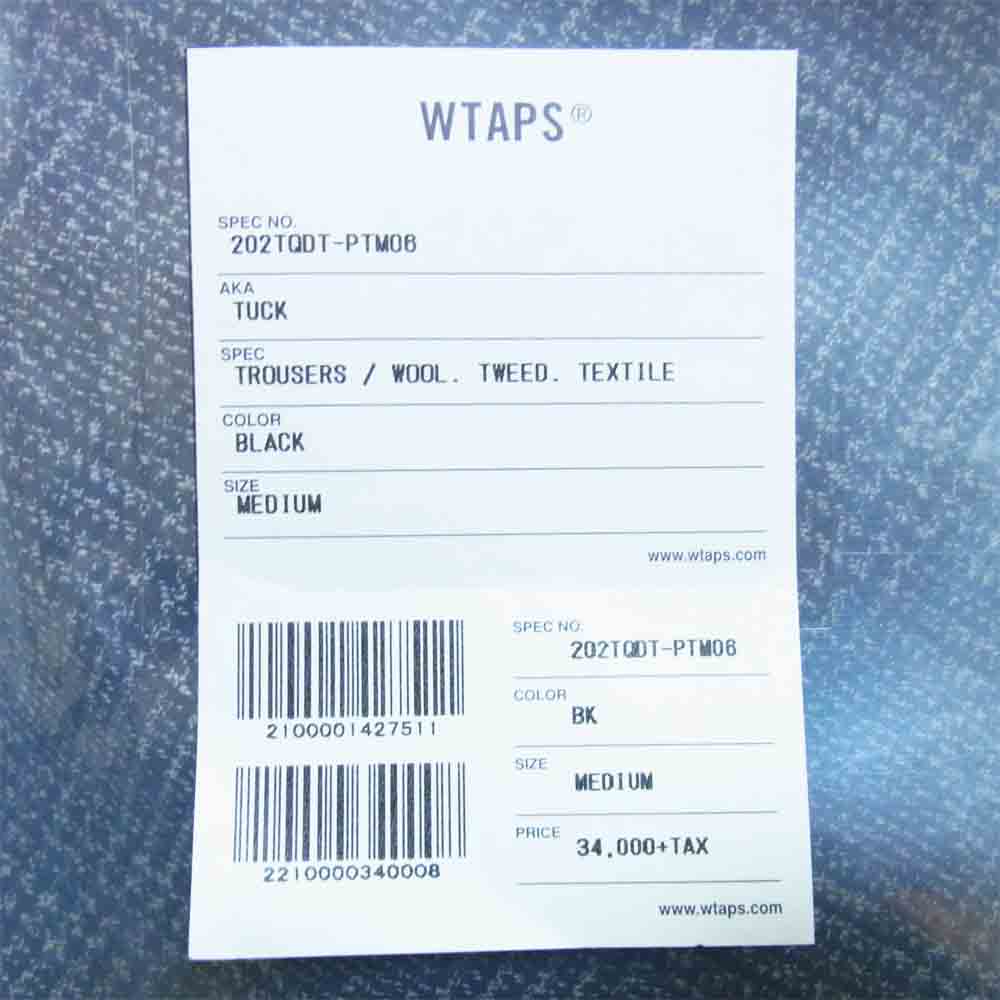 WTAPS®
SPEC NO.
202TQDT-PTM06
AKA
TUCK
SPEC
TROUSERS / WOOL. TWEED. TEXTILE
COLOR
BLACK
SIZE
MEDIUM
www.wtaps.com
2100001427511
2210000340008
SPEC NO.
202TQDT-PTM06
COLOR
BK
SIZE
MEDIUM
PRICE
34,000+TAX
www.wtaps.com